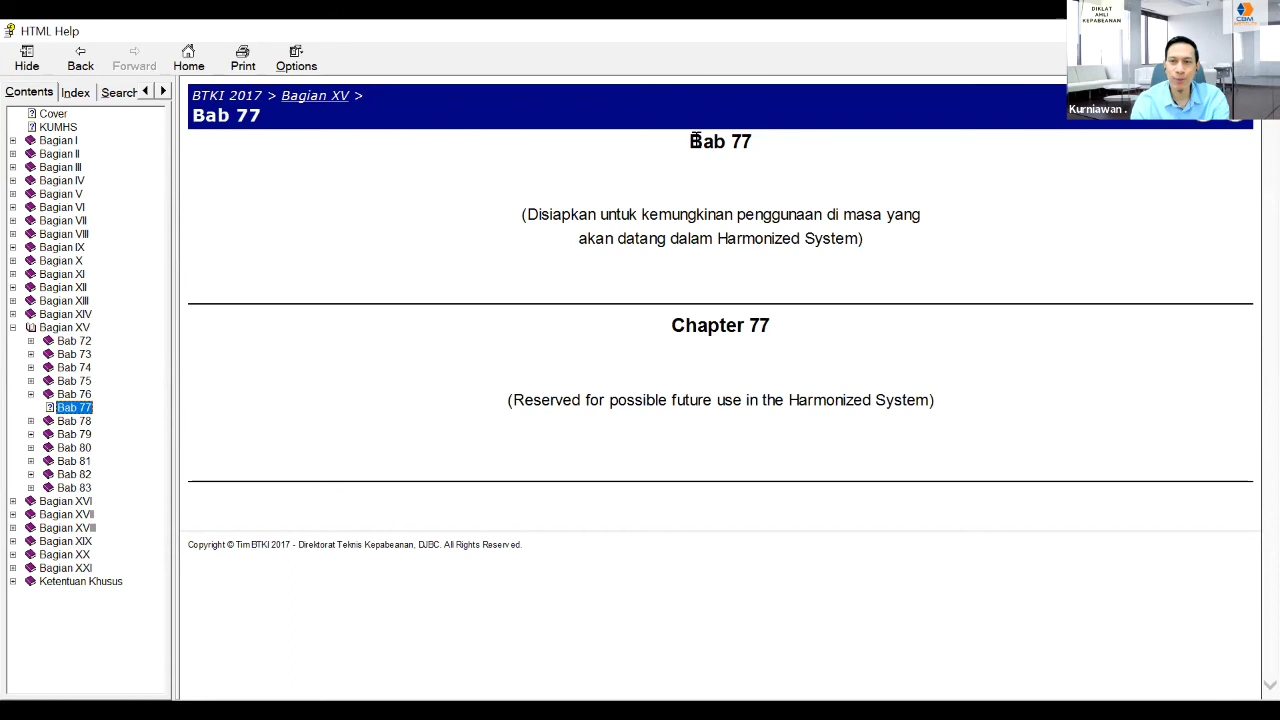 HTML Help
Hide
Back
Forward
Home
Print
Options
Contents
Index
Search
Cover
KUMHS
Bagian I
Bagian II
Bagian III
Bagian IV
Bagian V
Bagian VI
Bagian VII
Bagian VIII
Bagian IX
Bagian X
Bagian XI
Bagian XII
Bagian XIII
Bagian XIV
Bagian XV
Bab 72
Bab 73
Bab 74
Bab 75
Bab 76
Bab 77
Bab 78
Bab 79
Bab 80
Bab 81
Bab 82
Bab 83
Bagian XVI
Bagian XVII
Bagian XVIII
Bagian XIX
Bagian XX
Bagian XXI
Ketentuan Khusus
BTKI 2017 > Bagian XV >
Bab 77
Bab 77
(Disiapkan untuk kemungkinan penggunaan di masa yang
akan datang dalam Harmonized System)
Chapter 77
(Reserved for possible future use in the Harmonized System)
Copyright © Tim BTKI 2017 - Direktorat Teknis Kepabeanan, DJBC. All Rights Reserved.
DIKLAT
AHLI
KEPABEANAN
CBM
Kurniawan .